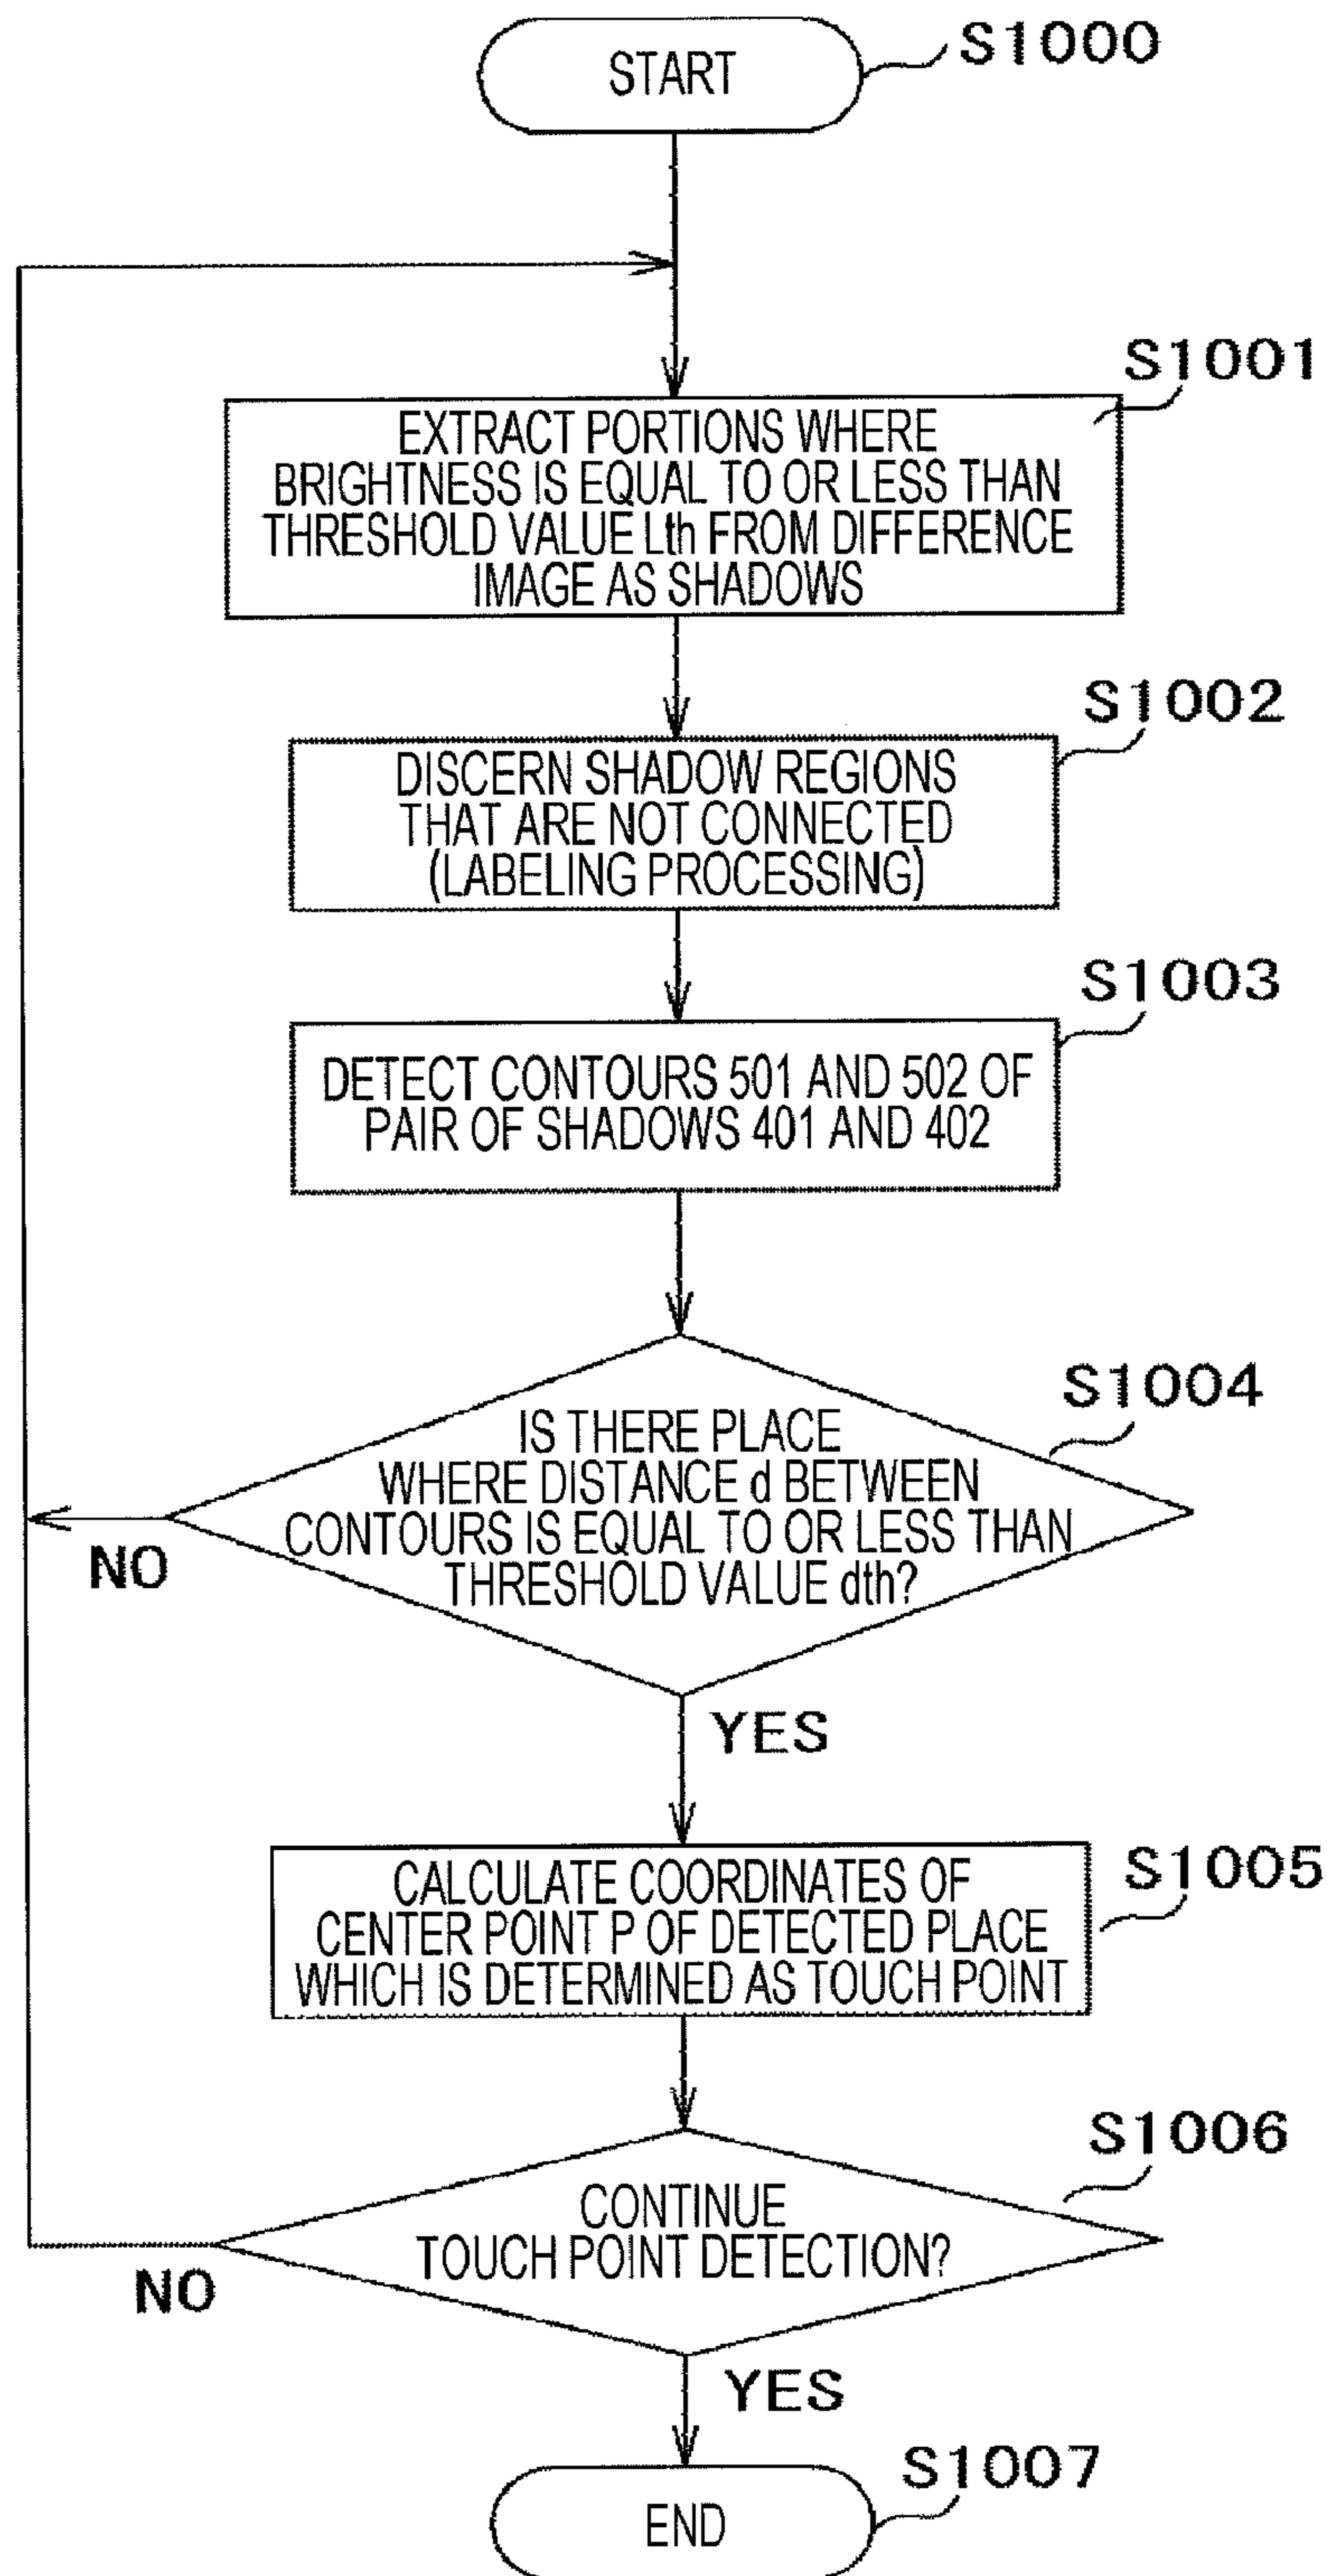 START
S1000
S1001
EXTRACT PORTIONS WHERE
BRIGHTNESS IS EQUAL TO OR LESS THAN
THRESHOLD VALUE Lth FROM DIFFERENCE
IMAGE AS SHADOWS
S1002
DISCERN SHADOW REGIONS
THAT ARE NOT CONNECTED
(LABELING PROCESSING)
S1003
DETECT CONTOURS 501 AND 502 OF
PAIR OF SHADOWS 401 AND 402
S1004
IS THERE PLACE
WHERE DISTANCE d BETWEEN
CONTOURS IS EQUAL TO OR LESS THAN
THRESHOLD VALUE dth?
NO
YES
S1005
CALCULATE COORDINATES OF
CENTER POINT P OF DETECTED PLACE
WHICH IS DETERMINED AS TOUCH POINT
S1006
CONTINUE
TOUCH POINT DETECTION?
NO
YES
S1007
END